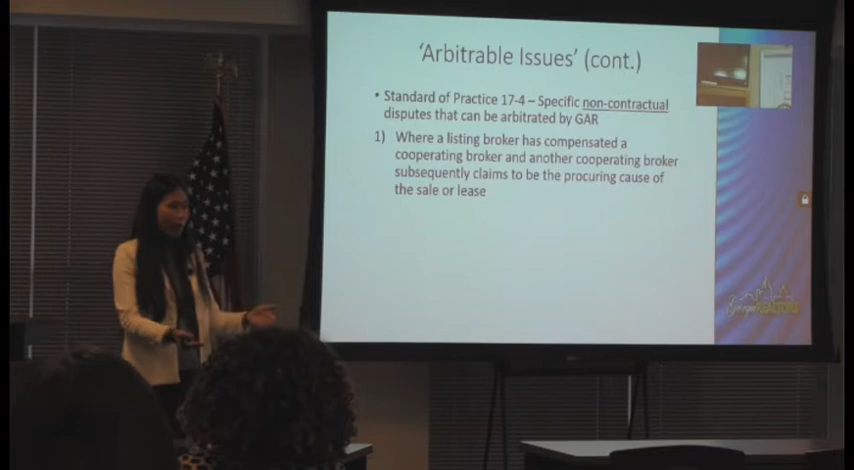 ‘Arbitrable Issues’ (cont.)
• Standard of Practice 17-4 – Specific non-contractual
disputes that can be arbitrated by GAR
1) Where a listing broker has compensated a
cooperating broker and another cooperating broker
subsequently claims to be the procuring cause of
the sale or lease
Georgia REALTORS